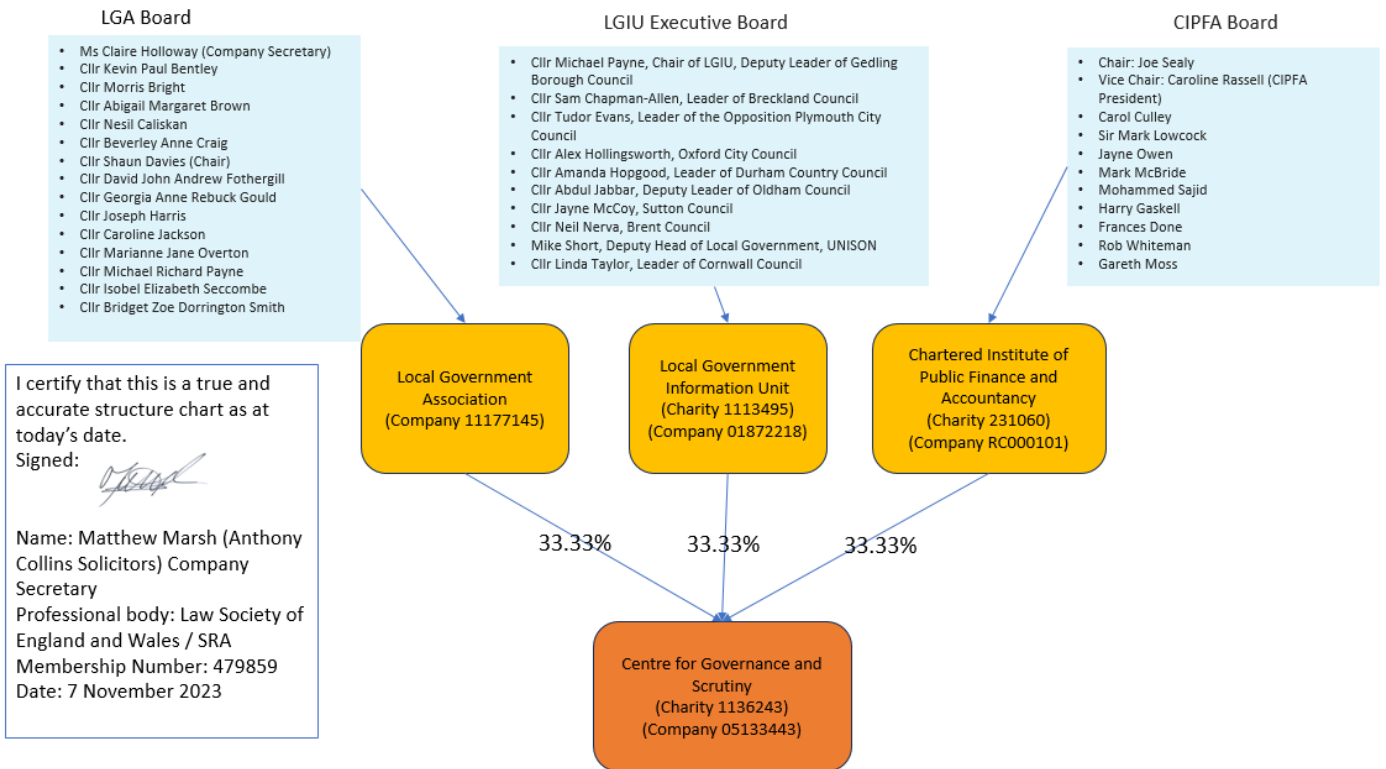 LGA Board
Ms Claire Holloway (Company Secretary)
Cllr Kevin Paul Bentley
Cllr Morris Bright
Cllr Abigail Margaret Brown
Cllr Nesil Caliskan
Cllr Beverley Anne Craig
Cllr Shaun Davies (Chair)
Cllr David John Andrew Fothergill
Cllr Georgia Anne Rebuck Gould
Cllr Joseph Harris
Cllr Caroline Jackson
Cllr Marianne Jane Overton
Cllr Michael Richard Payne
Cllr Isobel Elizabeth Seccombe
Cllr Bridget Zoe Dorrington Smith
LGIU Executive Board
Cllr Michael Payne, Chair of LGIU, Deputy Leader of Gedling
Borough Council
Cllr Sam Chapman-Allen, Leader of Breckland Council
Cllr Tudor Evans, Leader of the Opposition Plymouth City
Council
Cllr Alex Hollingsworth, Oxford City Council
Cllr Amanda Hopgood, Leader of Durham Country Council
Cllr Abdul Jabbar, Deputy Leader of Oldham Council
Cllr Jayne McCoy, Sutton Council
Cllr Neil Nerva, Brent Council
Mike Short, Deputy Head of Local Government, UNISON
Cllr Linda Taylor, Leader of Cornwall Council
CIPFA Board
Chair: Joe Sealy
Vice Chair: Caroline Rassell (CIPFA
President)
Carol Culley
Sir Mark Lowcock
Jayne Owen
Mark McBride
Mohammed Sajid
Harry Gaskell
Frances Done
Rob Whiteman
Gareth Moss
Local Government
Association
(Company 11177145)
Local Government
Information Unit
(Charity 1113495)
(Company 01872218)
Chartered Institute of
Public Finance and
Accountancy
(Charity 231060)
(Company RC000101)
I certify that this is a true and
accurate structure chart as at
today's date.
Signed:
Name: Matthew Marsh (Anthony
Collins Solicitors) Company
Secretary
Professional body: Law Society of
England and Wales / SRA
Membership Number: 479859
Date: 7 November 2023
33.33%
33.33%
33.33%
Centre for Governance and
Scrutiny
(Charity 1136243)
(Company 05133443)